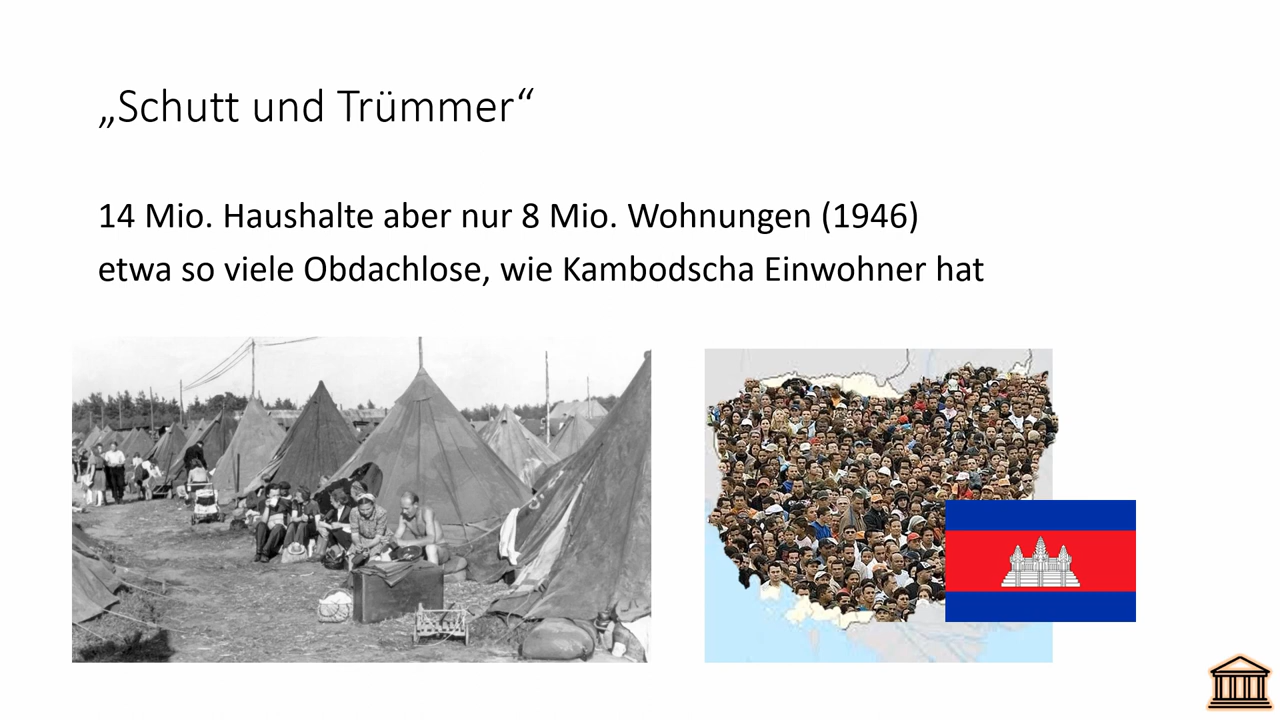 „Schutt und Trümmer“
14 Mio. Haushalte aber nur 8 Mio. Wohnungen (1946)
etwa so viele Obdachlose, wie Kambodscha Einwohner hat